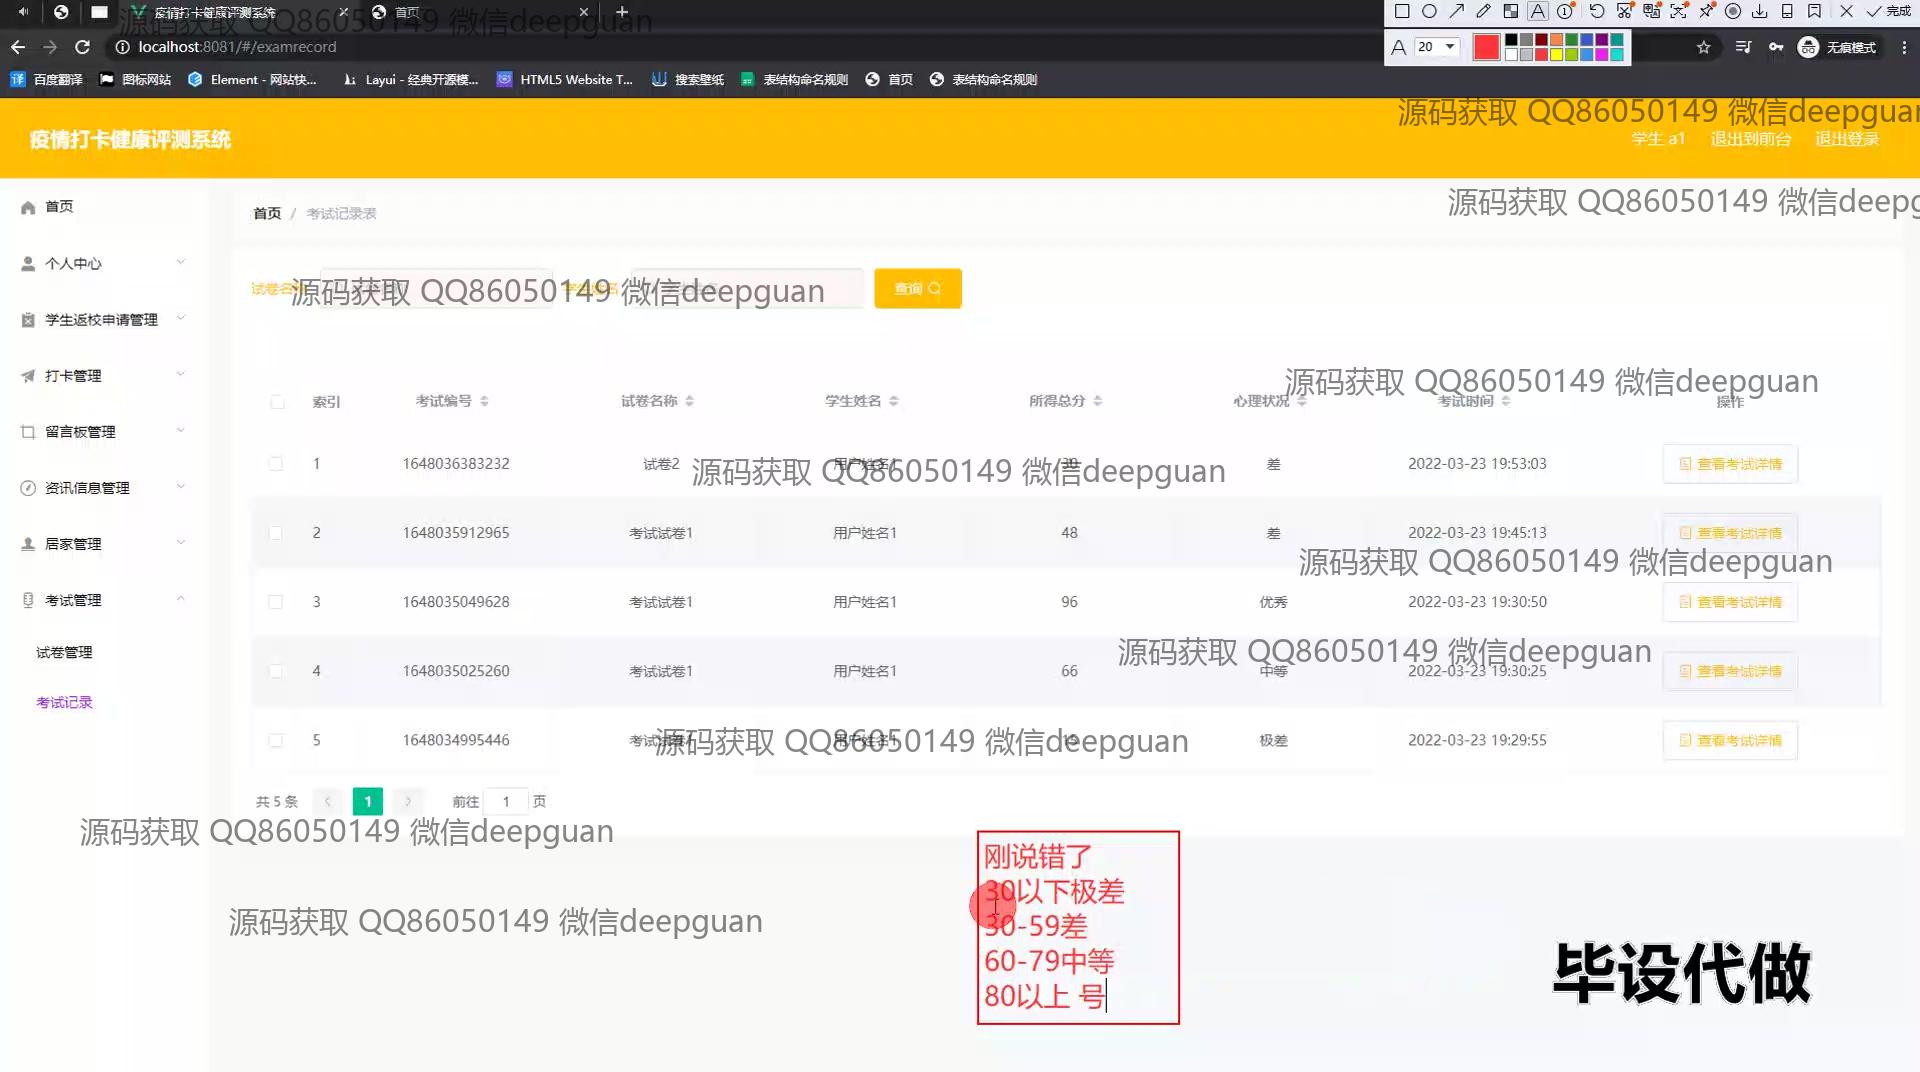 疫情打卡健康评测系统
首页
完成
localhost:8081/#/examrecord
A 20
无痕模式
百度翻译 图标网站 Element - 网站快... Layui - 经典开源模... HTML5 Website T... 搜索壁纸 表结构命名规则 首页 表结构命名规则
源码获取 QQ86050149 微信deepguan
源码获取 QQ86050149 微信deepguan
疫情打卡健康评测系统
学生 a1 退出到前台 退出登录
源码获取 QQ86050149 微信deepg
首页
首页 / 考试记录表
个人中心
试卷名称
学生姓名
查询
源码获取 QQ86050149 微信deepguan
学生返校申请管理
打卡管理
源码获取 QQ86050149 微信deepguan
索引 考试编号 试卷名称 学生姓名 所得总分 心理状况 考试时间 操作
留言板管理
1 1648036383232 试卷2 用户姓名1 30 差 2022-03-23 19:53:03 查看考试详情
源码获取 QQ86050149 微信deepguan
资讯信息管理
2 1648035912965 考试试卷1 用户姓名1 48 差 2022-03-23 19:45:13 查看考试详情
居家管理
源码获取 QQ86050149 微信deepguan
考试管理
3 1648035049628 考试试卷1 用户姓名1 96 优秀 2022-03-23 19:30:50 查看考试详情
试卷管理
源码获取 QQ86050149 微信deepguan
4 1648035025260 考试试卷1 用户姓名1 66 中等 2022-03-23 19:30:25 查看考试详情
考试记录
5 1648034995446 考试试卷1 用户姓名1 极差 2022-03-23 19:29:55 查看考试详情
源码获取 QQ86050149 微信deepguan
共 5 条 1 前往 1 页
源码获取 QQ86050149 微信deepguan
刚说错了
30以下极差
30-59差
60-79中等
80以上 号
源码获取 QQ86050149 微信deepguan
毕设代做